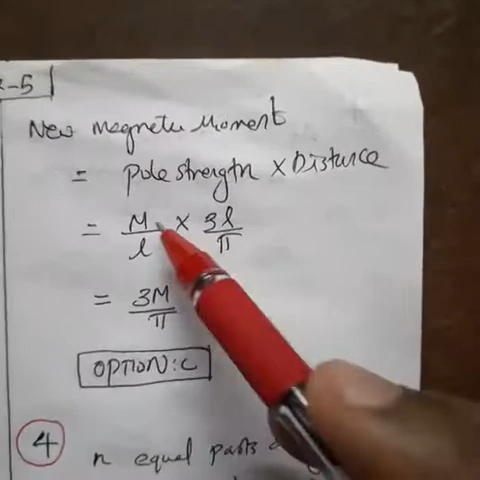 -5
New Magnetic Moment
= Pole strength × Distance
= M/l × 3l/π
= 3M/π
OPTION:C
4 n equal parts